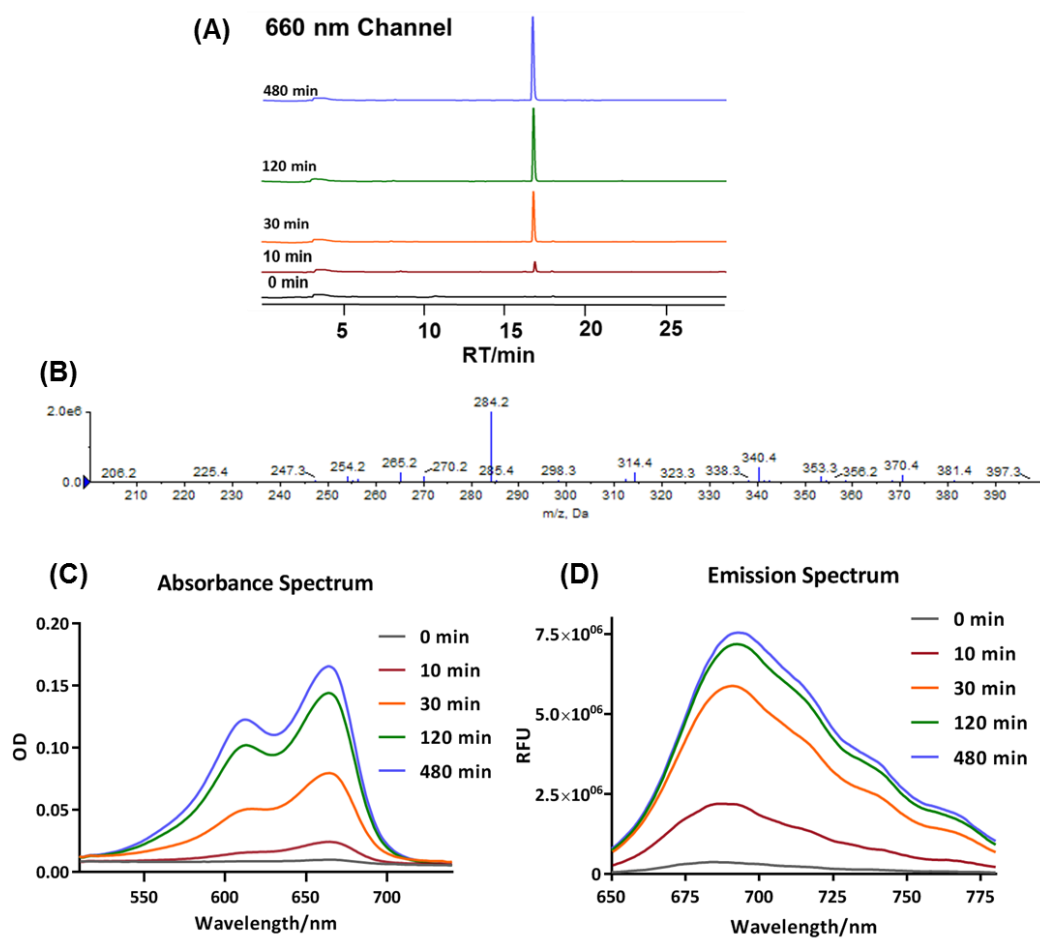 (A) 660 nm Channel
480 min
120 min
30 min
10 min
0 min
5 10 15 20 25
RT/min
(B)
2.0e6
0.0
206.2 225.4 247.3 254.2 265.2 270.2 284.2 285.4 298.3 314.4 323.3 338.3 340.4 353.3 356.2 370.4 381.4 397.3
210 220 230 240 250 260 270 280 290 300 310 320 330 340 350 360 370 380 390
m/z, Da
(C) Absorbance Spectrum
0.20
0.15
0.10
0.05
0.00
OD
550 600 650 700
Wavelength/nm
0 min
10 min
30 min
120 min
480 min
(D) Emission Spectrum
7.5×10⁰⁶
5.0×10⁰⁶
2.5×10⁰⁶
0
RFU
650 675 700 725 750 775
Wavelength/nm
0 min
10 min
30 min
120 min
480 min